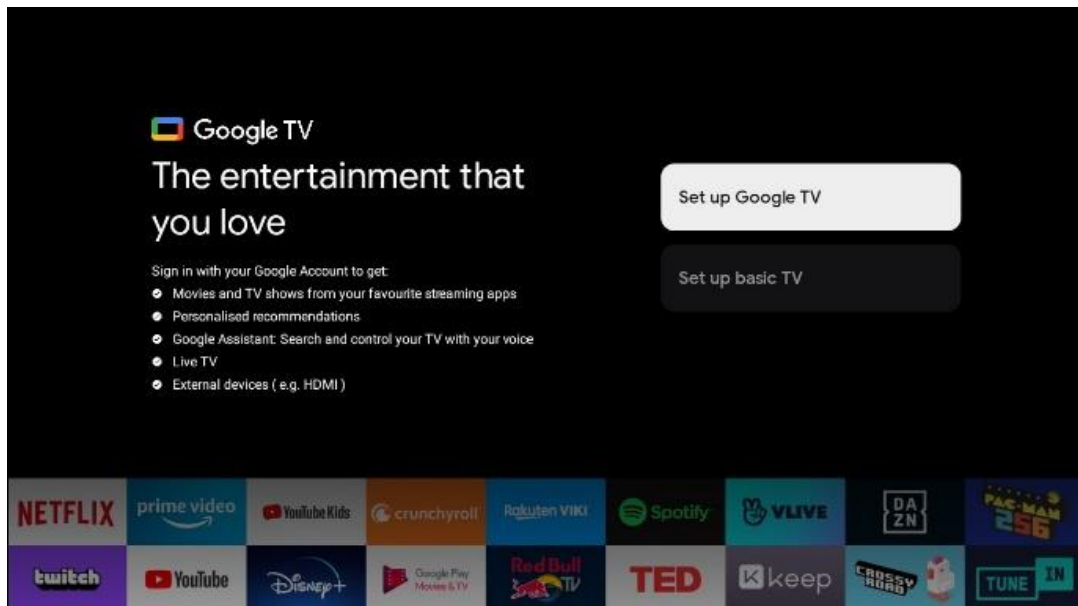 Google TV
The entertainment that
you love
Sign in with your Google Account to get:
Movies and TV shows from your favourite streaming apps
Personalised recommendations
Google Assistant: Search and control your TV with your voice
Live TV
External devices ( e.g. HDMI )
Set up Google TV
Set up basic TV
NETFLIX
prime video
YouTube Kids
crunchyroll
Rakuten VIKI
Spotify
VLIVE
DA
ZN
PAC-MAN
256
twitch
YouTube
Disney+
Google Play
Movies & TV
Red Bull
TV
TED
keep
CROSSY
ROAD
TUNE IN